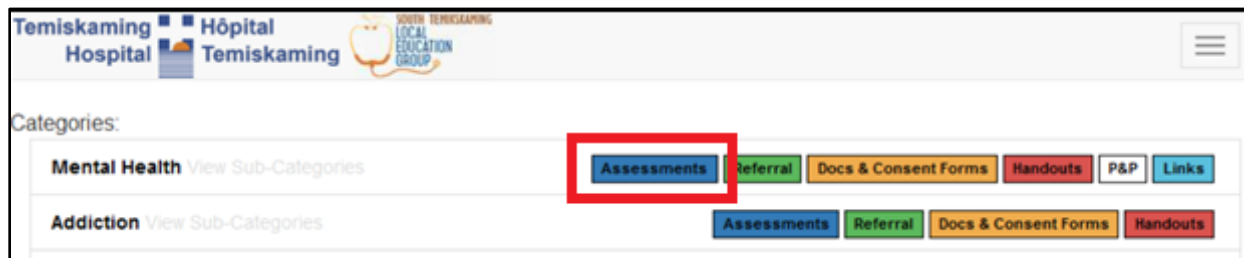 Temiskaming Hôpital
Hospital Temiskaming
SOUTH TEMISKAMING
LOCAL
EDUCATION
GROUP
Categories:
Mental Health View Sub-Categories Assessments Referral Docs & Consent Forms Handouts P&P Links
Addiction View Sub-Categories Assessments Referral Docs & Consent Forms Handouts